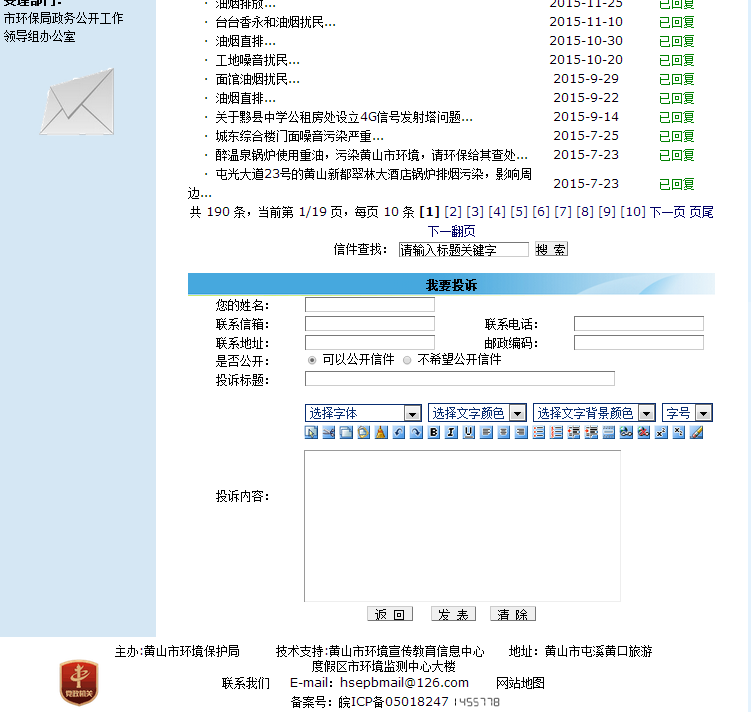 受理部门：
市环保局政务公开工作
领导组办公室
· 油烟排放... 2015-11-25 已回复
· 台台香永和油烟扰民... 2015-11-10 已回复
· 油烟直排... 2015-10-30 已回复
· 工地噪音扰民... 2015-10-20 已回复
· 面馆油烟扰民... 2015-9-29 已回复
· 油烟直排... 2015-9-22 已回复
· 关于黟县中学公租房处设立4G信号发射塔问题... 2015-9-14 已回复
· 城东综合楼门面噪音污染严重... 2015-7-25 已回复
· 醉温泉锅炉使用重油，污染黄山市环境，请环保给其查处... 2015-7-23 已回复
· 屯光大道23号的黄山新都翠林大酒店锅炉排烟污染，影响周
边... 2015-7-23 已回复
共 190 条，当前第 1/19 页，每页 10 条 [1] [2] [3] [4] [5] [6] [7] [8] [9] [10] 下一页 页尾
下一翻页
信件查找： 请输入标题关键字 搜 索
我要投诉
您的姓名：
联系信箱： 联系电话：
联系地址： 邮政编码：
是否公开： 可以公开信件 不希望公开信件
投诉标题：
选择字体 选择文字颜色 选择文字背景颜色 字号
B I U
投诉内容：
返 回 发 表 清 除
主办:黄山市环境保护局 技术支持:黄山市环境宣传教育信息中心 地址：黄山市屯溪黄口旅游
度假区市环境监测中心大楼
联系我们 E-mail：hsepbmail@126.com 网站地图
备案号：皖ICP备05018247 1455778
党政机关